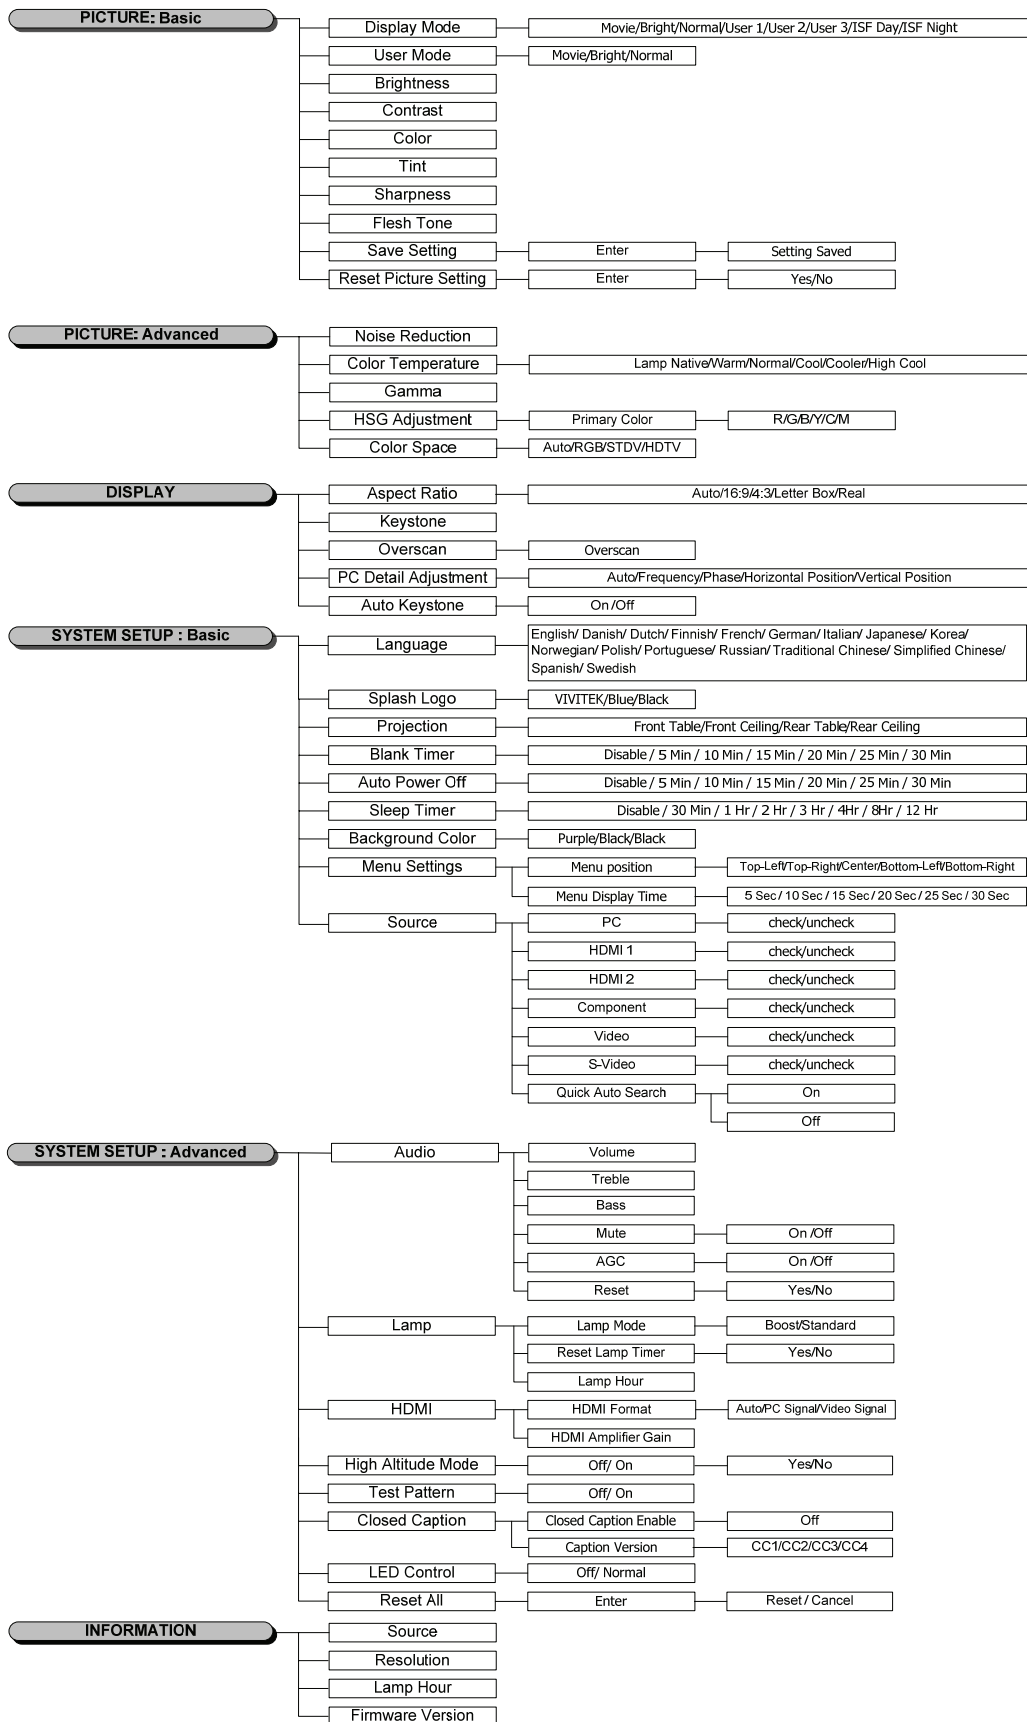 PICTURE: Basic
Display Mode
Movie/Bright/Normal/User 1/User 2/User 3/ISF Day/ISF Night
User Mode
Movie/Bright/Normal
Brightness
Contrast
Color
Tint
Sharpness
Flesh Tone
Save Setting
Enter
Setting Saved
Reset Picture Setting
Enter
Yes/No
PICTURE: Advanced
Noise Reduction
Color Temperature
Lamp Native/Warm/Normal/Cool/Cooler/High Cool
Gamma
HSG Adjustment
Primary Color
R/G/B/Y/C/M
Color Space
Auto/RGB/STDV/HDTV
DISPLAY
Aspect Ratio
Auto/16:9/4:3/Letter Box/Real
Keystone
Overscan
Overscan
PC Detail Adjustment
Auto/Frequency/Phase/Horizontal Position/Vertical Position
Auto Keystone
On /Off
SYSTEM SETUP : Basic
Language
English/ Danish/ Dutch/ Finnish/ French/ German/ Italian/ Japanese/ Korea/
Norwegian/ Polish/ Portuguese/ Russian/ Traditional Chinese/ Simplified Chinese/
Spanish/ Swedish
Splash Logo
VIVITEK/Blue/Black
Projection
Front Table/Front Ceiling/Rear Table/Rear Ceiling
Blank Timer
Disable / 5 Min / 10 Min / 15 Min / 20 Min / 25 Min / 30 Min
Auto Power Off
Disable / 5 Min / 10 Min / 15 Min / 20 Min / 25 Min / 30 Min
Sleep Timer
Disable / 30 Min / 1 Hr / 2 Hr / 3 Hr / 4Hr / 8Hr / 12 Hr
Background Color
Purple/Black/Black
Menu Settings
Menu position
Top-Left/Top-Right/Center/Bottom-Left/Bottom-Right
Menu Display Time
5 Sec / 10 Sec / 15 Sec / 20 Sec / 25 Sec / 30 Sec
Source
PC
check/uncheck
HDMI 1
check/uncheck
HDMI 2
check/uncheck
Component
check/uncheck
Video
check/uncheck
S-Video
check/uncheck
Quick Auto Search
On
Off
SYSTEM SETUP : Advanced
Audio
Volume
Treble
Bass
Mute
On /Off
AGC
On /Off
Reset
Yes/No
Lamp
Lamp Mode
Boost/Standard
Reset Lamp Timer
Yes/No
Lamp Hour
HDMI
HDMI Format
Auto/PC Signal/Video Signal
HDMI Amplifier Gain
High Altitude Mode
Off/ On
Yes/No
Test Pattern
Off/ On
Closed Caption
Closed Caption Enable
Off
Caption Version
CC1/CC2/CC3/CC4
LED Control
Off/ Normal
Reset All
Enter
Reset / Cancel
INFORMATION
Source
Resolution
Lamp Hour
Firmware Version